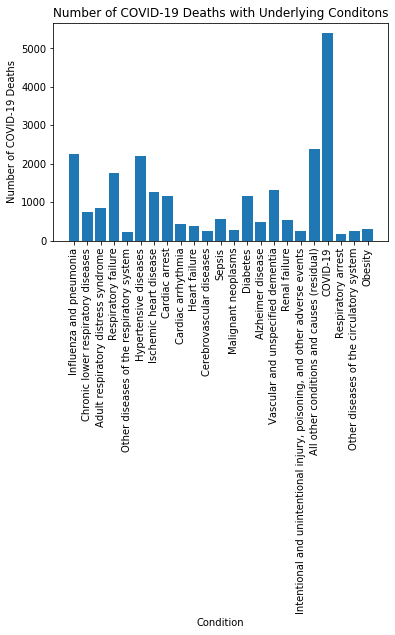 Number of COVID-19 Deaths with Underlying Conditons
Number of COVID-19 Deaths
5000
4000
3000
2000
1000
0
Influenza and pneumonia
Chronic lower respiratory diseases
Adult respiratory distress syndrome
Respiratory failure
Other diseases of the respiratory system
Hypertensive diseases
Ischemic heart disease
Cardiac arrest
Cardiac arrhythmia
Heart failure
Cerebrovascular diseases
Sepsis
Malignant neoplasms
Diabetes
Alzheimer disease
Vascular and unspecified dementia
Renal failure
Intentional and unintentional injury, poisoning, and other adverse events
All other conditions and causes (residual)
COVID-19
Respiratory arrest
Other diseases of the circulatory system
Obesity
Condition